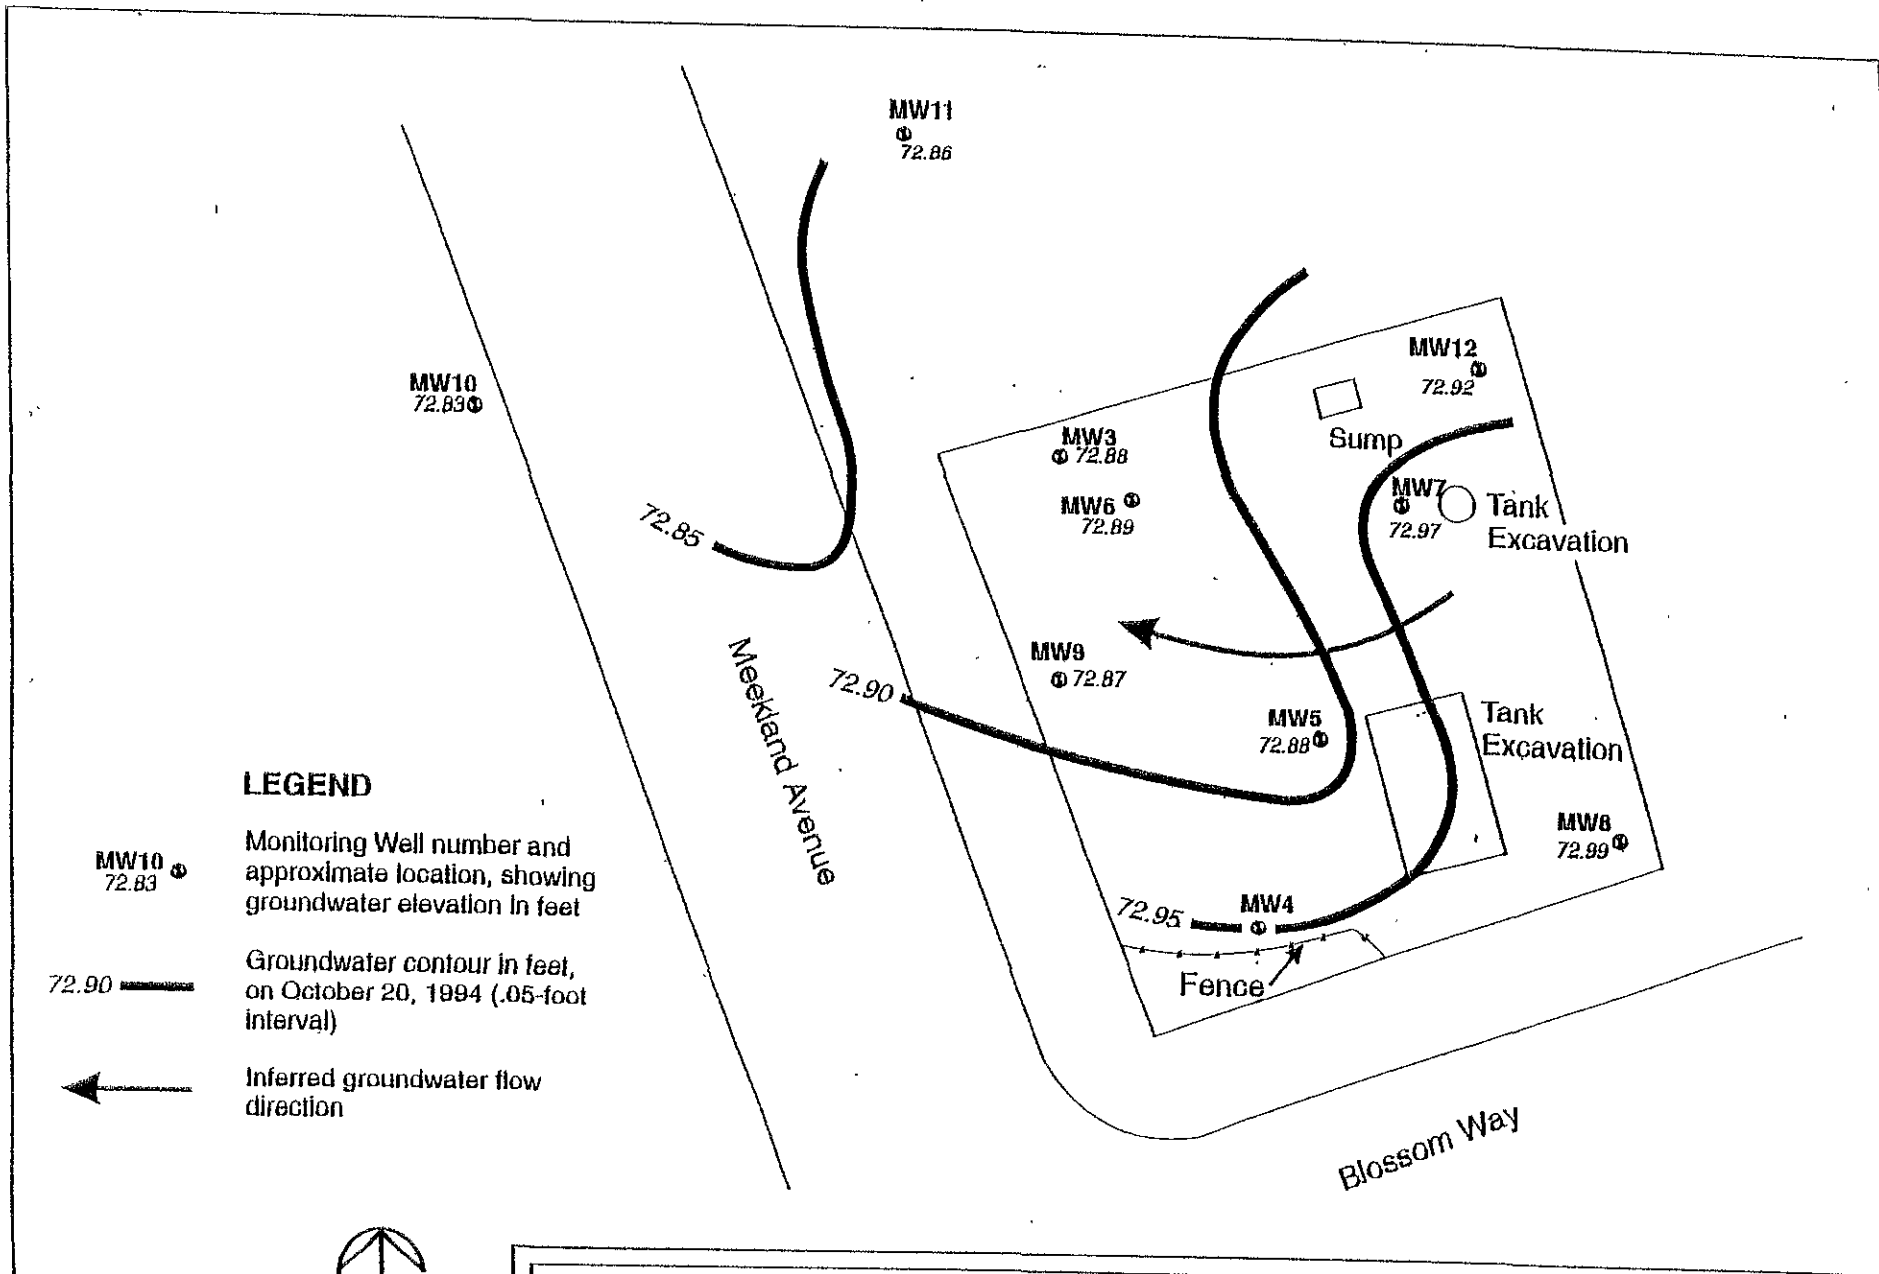 MW11
72.86
MW10
72.83
MW12
72.92
MW3
72.88
Sump
MW6
72.89
MW7
72.97
Tank
Excavation
72.85
MW9
72.87
72.90
Meekland Avenue
MW5
72.88
Tank
Excavation
MW8
72.99
72.95
MW4
Fence
Blossom Way
LEGEND
MW10
72.83
Monitoring Well number and
approximate location, showing
groundwater elevation in feet
72.90
Groundwater contour in feet,
on October 20, 1994 (.05-foot
interval)
Inferred groundwater flow
direction